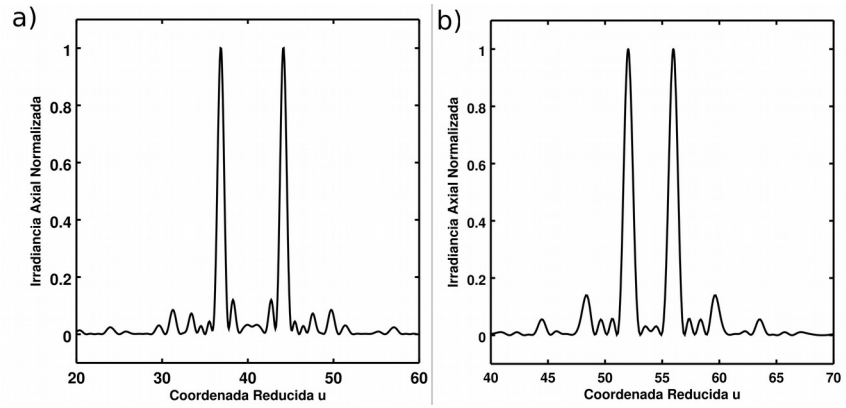 a)
Irradiancia Axial Normalizada
1
0.8
0.6
0.4
0.2
0
20 30 40 50 60
Coordenada Reducida u
b)
Irradiancia Axial Normalizada
1
0.8
0.6
0.4
0.2
0
40 45 50 55 60 65 70
Coordenada Reducida u